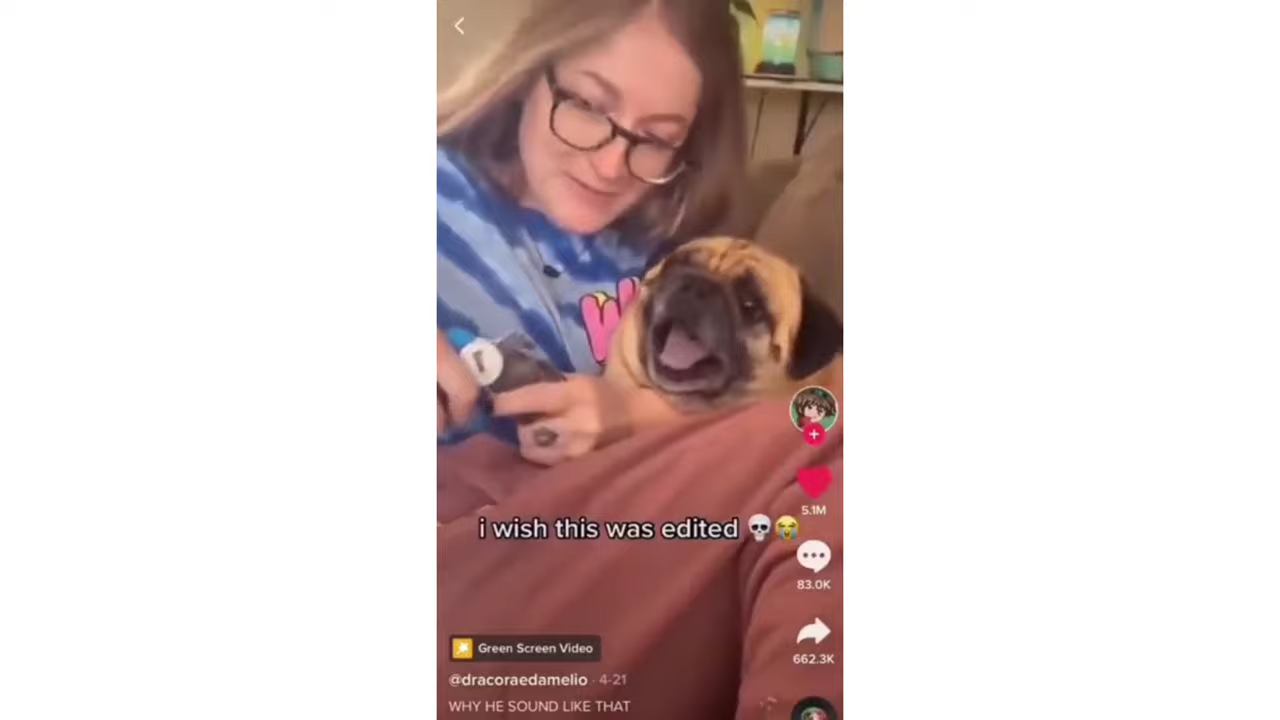 W
i wish this was edited 💀😭
5.1M
83.0K
662.3K
Green Screen Video
@dracoraedamelio · 4-21
WHY HE SOUND LIKE THAT